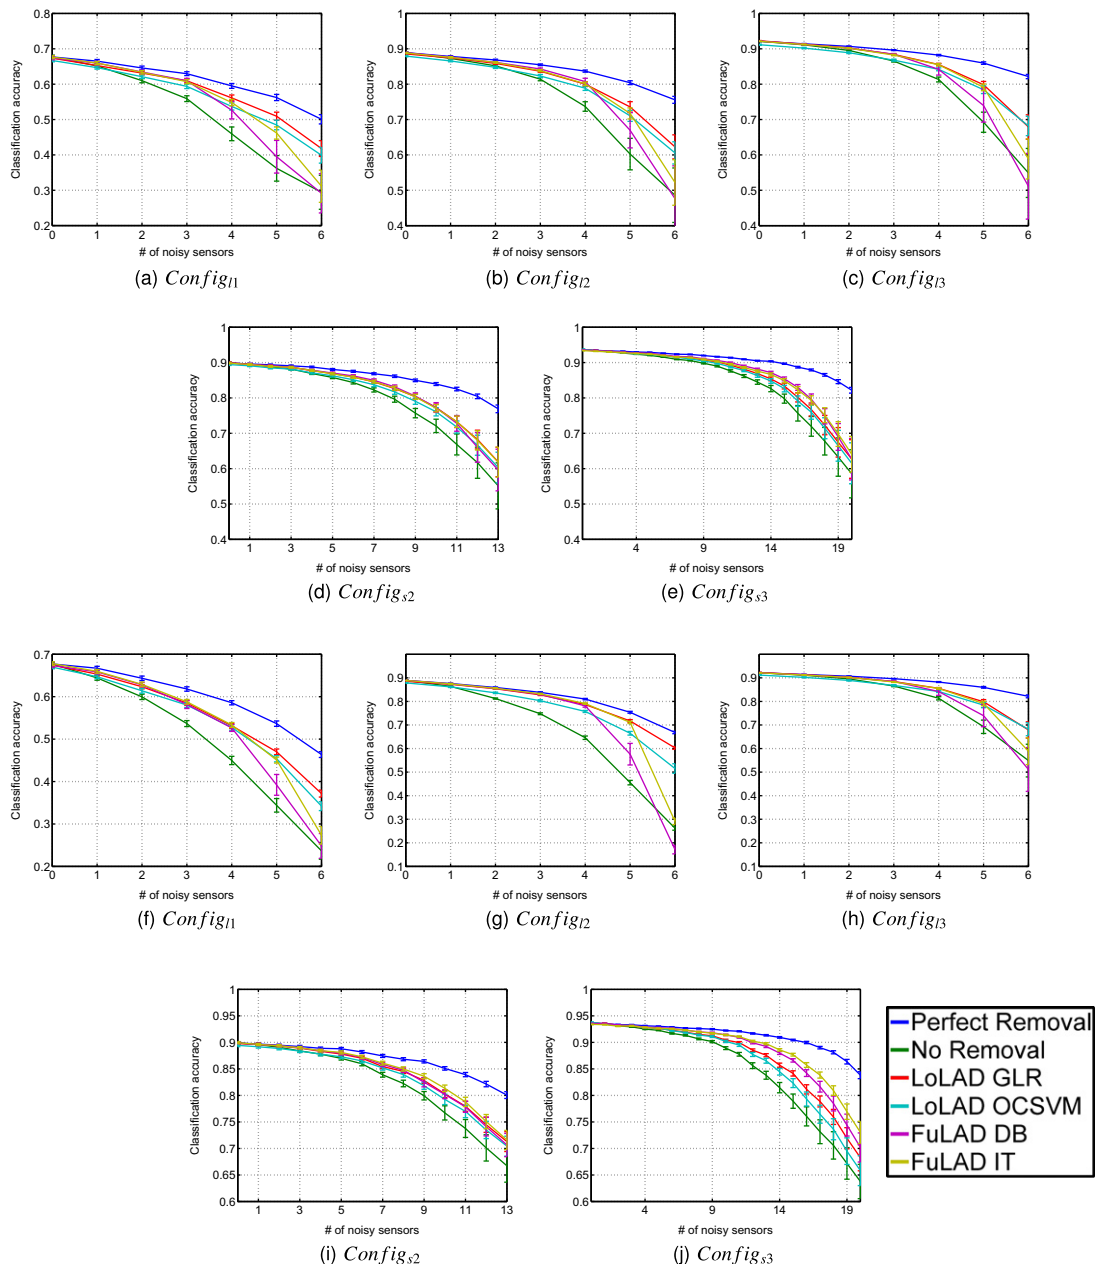 0.8
0.7
0.6
0.5
0.4
0.3
0.2
0 1 2 3 4 5 6
Classification accuracy
# of noisy sensors
(a) Config_l1
1
0.9
0.8
0.7
0.6
0.5
0.4
0 1 2 3 4 5 6
Classification accuracy
# of noisy sensors
(b) Config_l2
1
0.9
0.8
0.7
0.6
0.5
0.4
0 1 2 3 4 5 6
Classification accuracy
# of noisy sensors
(c) Config_l3
1
0.9
0.8
0.7
0.6
0.5
0.4
1 3 5 7 9 11 13
Classification accuracy
# of noisy sensors
(d) Config_s2
1
0.9
0.8
0.7
0.6
0.5
0.4
4 9 14 19
Classification accuracy
# of noisy sensors
(e) Config_s3
0.7
0.6
0.5
0.4
0.3
0.2
0 1 2 3 4 5 6
Classification accuracy
# of noisy sensors
(f) Config_l1
0.9
0.8
0.7
0.6
0.5
0.4
0.3
0.2
0.1
0 1 2 3 4 5 6
Classification accuracy
# of noisy sensors
(g) Config_l2
0.9
0.8
0.7
0.6
0.5
0.4
0.3
0.2
0.1
0 1 2 3 4 5 6
Classification accuracy
# of noisy sensors
(h) Config_l3
1
0.95
0.9
0.85
0.8
0.75
0.7
0.65
0.6
1 3 5 7 9 11 13
Classification accuracy
# of noisy sensors
(i) Config_s2
1
0.95
0.9
0.85
0.8
0.75
0.7
0.65
0.6
4 9 14 19
Classification accuracy
# of noisy sensors
(j) Config_s3
Perfect Removal
No Removal
LoLAD GLR
LoLAD OCSVM
FuLAD DB
FuLAD IT